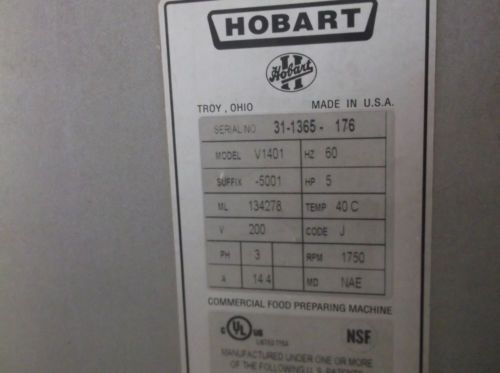 HOBART
Hobart
TROY, OHIO MADE IN U.S.A.
SERIAL NO. 31-1365- 176
MODEL V1401 HZ 60
SUFFIX -5001 HP 5
ML 134278 TEMP 40 C
V 200 CODE J
PH 3 RPM 1750
A 14.4 MD NAE
COMMERCIAL FOOD PREPARING MACHINE
C UL US NSF
LISTED
MANUFACTURED UNDER ONE OR MORE
OF THE FOLLOWING U.S. PATENTS